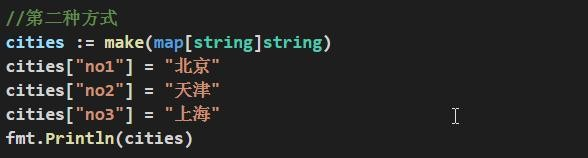 //第二种方式
cities := make(map[string]string)
cities["no1"] = "北京"
cities["no2"] = "天津"
cities["no3"] = "上海"
fmt.Println(cities)